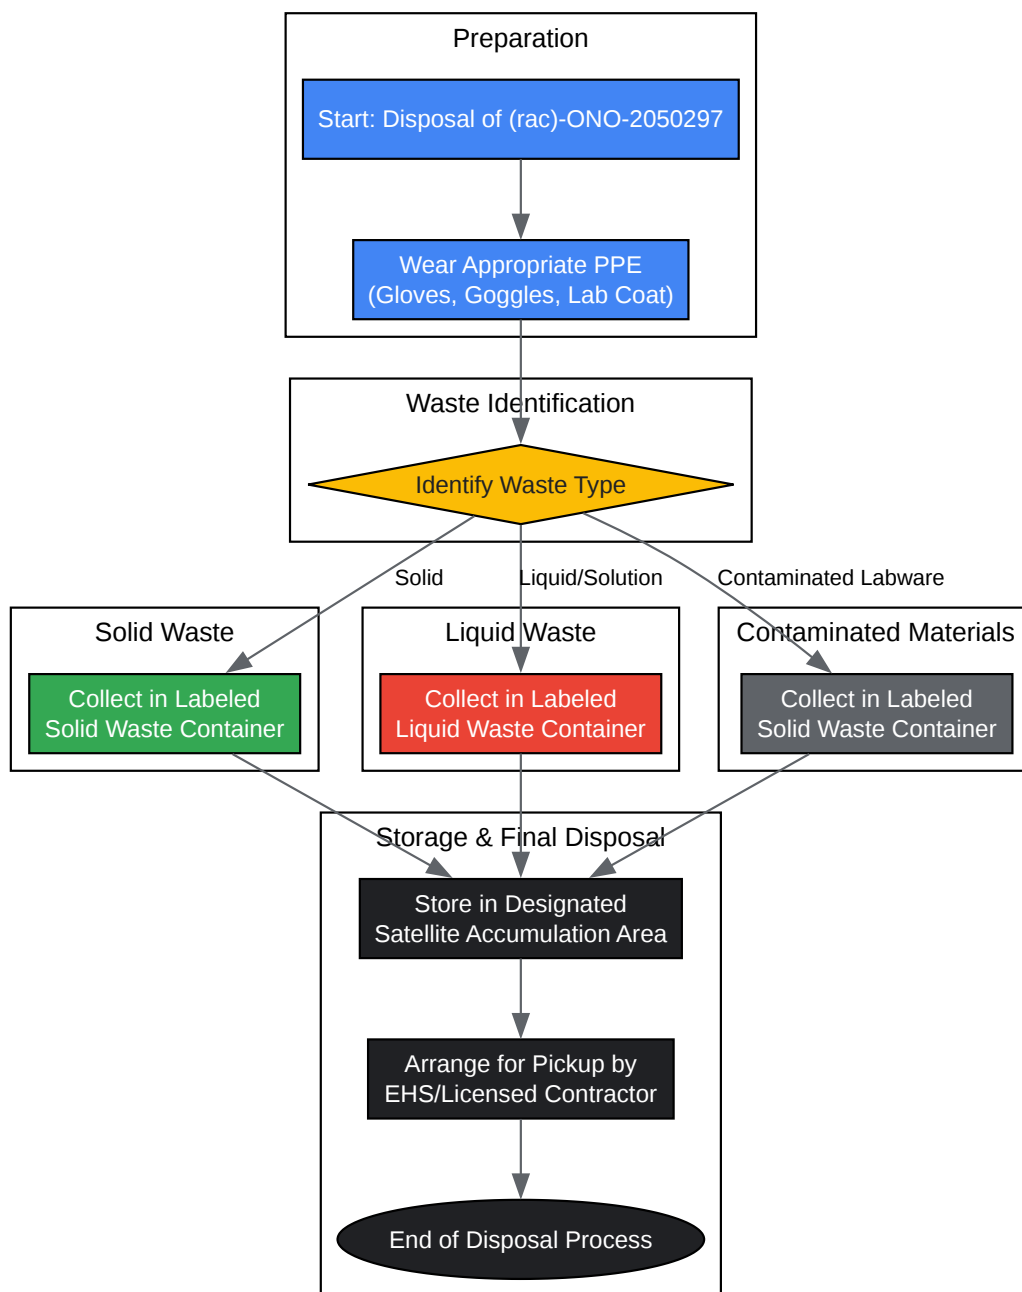 Preparation
Start: Disposal of (rac)-ONO-2050297
Wear Appropriate PPE
(Gloves, Goggles, Lab Coat)
Waste Identification
Identify Waste Type
Solid
Liquid/Solution
Contaminated Labware
Solid Waste
Collect in Labeled
Solid Waste Container
Liquid Waste
Collect in Labeled
Liquid Waste Container
Contaminated Materials
Collect in Labeled
Solid Waste Container
Storage & Final Disposal
Store in Designated
Satellite Accumulation Area
Arrange for Pickup by
EHS/Licensed Contractor
End of Disposal Process